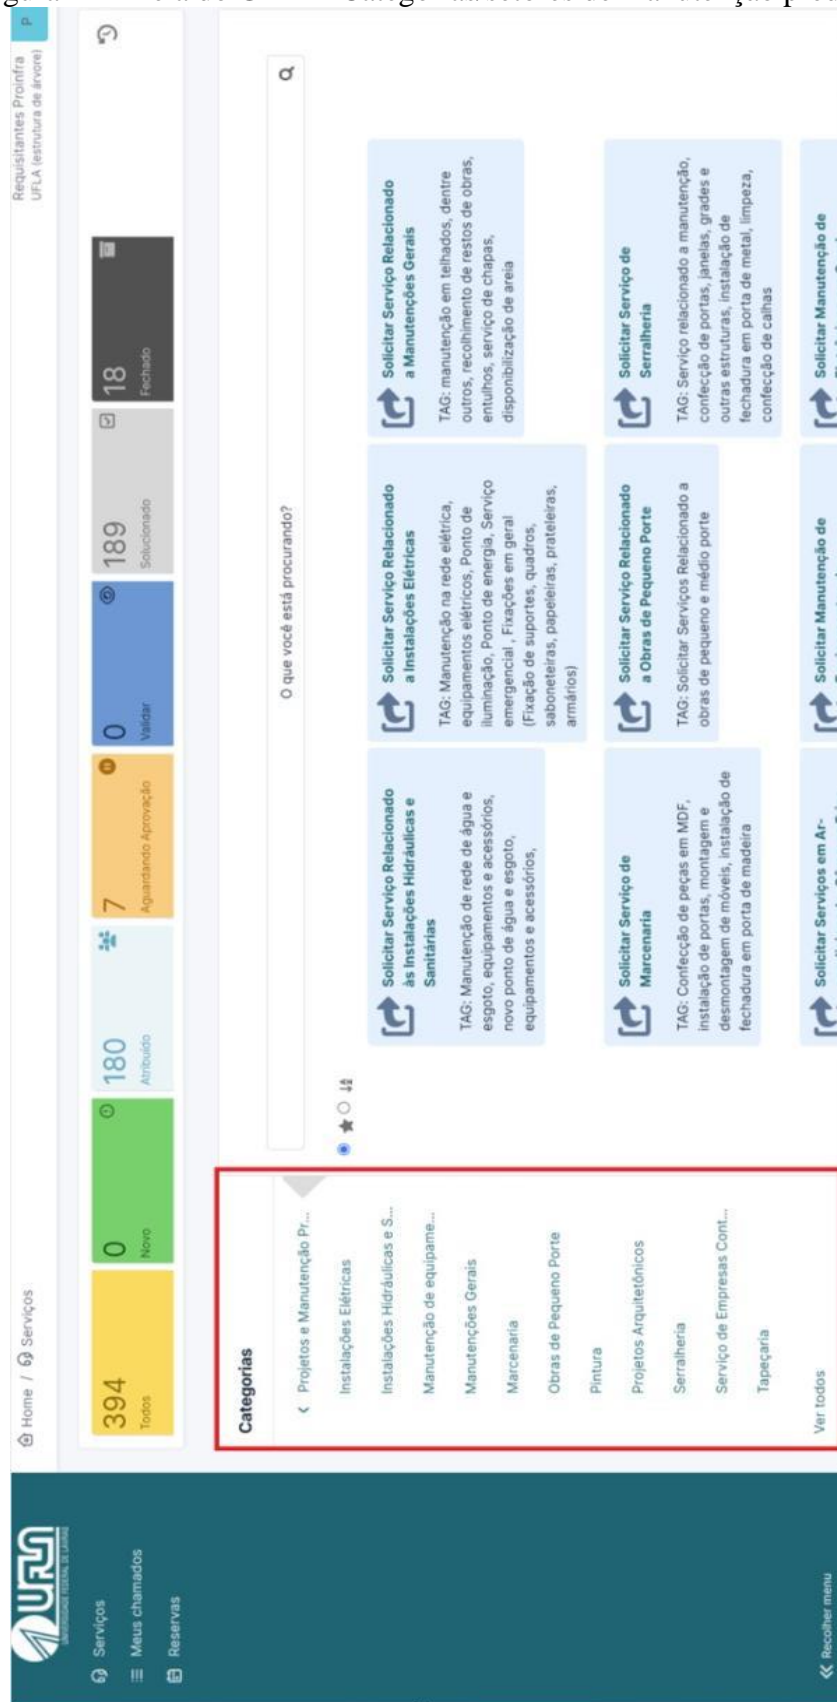 UFLA
UNIVERSIDADE FEDERAL DE LAVRAS
Serviços
Meus chamados
Reservas
Recolher menu
Home / Serviços
Requisitantes Proinfra
UFLA (estrutura de árvore)
P
394
Todos
0
Novo
180
Atribuído
7
Aguardando Aprovação
0
Validar
189
Solucionado
18
Fechado
Categorias
Projetos e Manutenção Pr...
Instalações Elétricas
Instalações Hidráulicas e S...
Manutenção de equipame...
Manutenções Gerais
Marcenaria
Obras de Pequeno Porte
Pintura
Projetos Arquitetônicos
Serralheria
Serviço de Empresas Cont...
Tapeçaria
Ver todos
O que você está procurando?
Solicitar Serviço Relacionado
às Instalações Hidráulicas e
Sanitárias
TAG: Manutenção de rede de água e
esgoto, equipamentos e acessórios,
novo ponto de água e esgoto,
equipamentos e acessórios,
Solicitar Serviço Relacionado
a Instalações Elétricas
TAG: Manutenção na rede elétrica,
equipamentos elétricos, Ponto de
iluminação, Ponto de energia, Serviço
emergencial , Fixações em geral
(Fixação de suportes, quadros,
saboneteiras, papeleiras, prateleiras,
armários)
Solicitar Serviço Relacionado
a Manutenções Gerais
TAG: manutenção em telhados, dentre
outros, recolhimento de restos de obras,
entulhos, serviço de chapas,
disponibilização de areia
Solicitar Serviço de
Marcenaria
TAG: Confecção de peças em MDF,
instalação de portas, montagem e
desmontagem de móveis, instalação de
fechadura em porta de madeira
Solicitar Serviço Relacionado
a Obras de Pequeno Porte
TAG: Solicitar Serviços Relacionado a
obras de pequeno e médio porte
Solicitar Serviço de
Serralheria
TAG: Serviço relacionado a manutenção,
confecção de portas, janelas, grades e
outras estruturas, instalação de
fechadura em porta de metal, limpeza,
confecção de calhas
Solicitar Serviços em Ar-
Solicitar Manutenção de
Solicitar Manutenção de